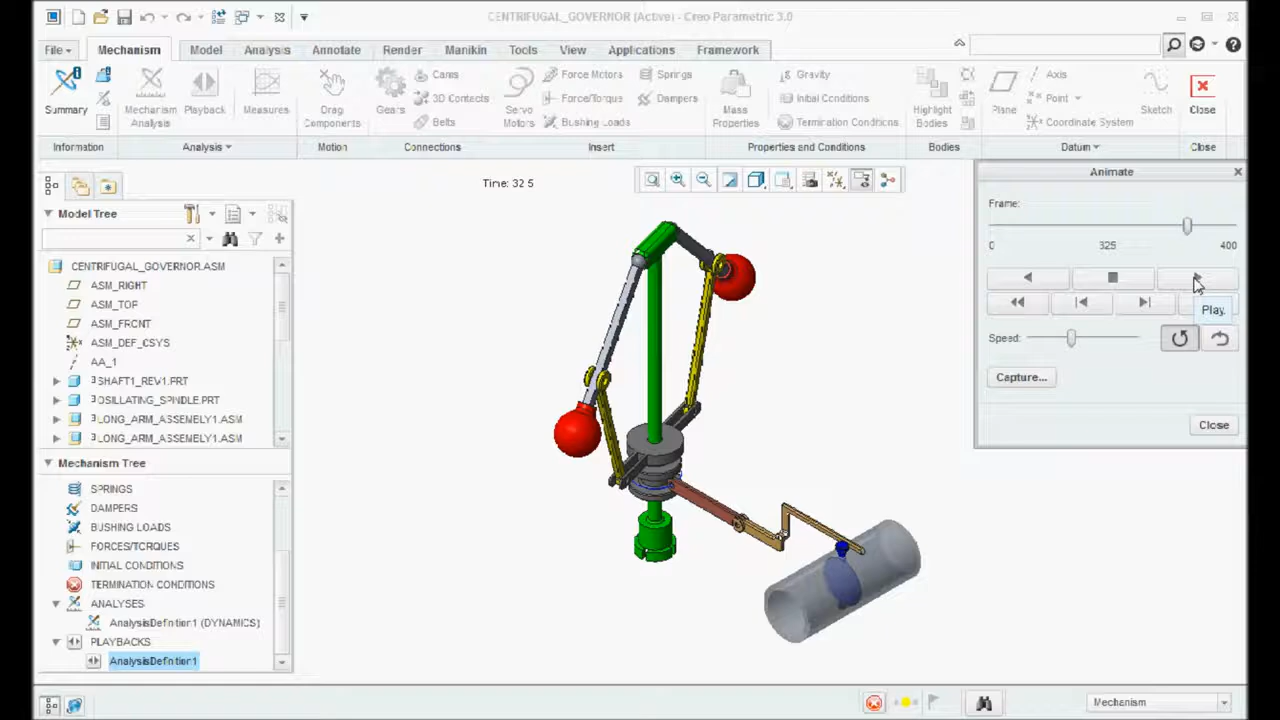 CENTRIFUGAL_GOVERNOR (Active) - Creo Parametric 3.0
File Mechanism Model Analysis Annotate Render Manikin Tools View Applications Framework
Summary Mechanism Analysis Playback Measures Drag Components Gears Cams 3D Contacts Belts Servo Motors Force Motors Force/Torque Bushing Loads Springs Dampers Mass Properties Gravity Initial Conditions Termination Conditions Highlight Bodies Plane Axis Point Coordinate System Sketch Close
Information Analysis Motion Connections Insert Properties and Conditions Bodies Datum Close
Time: 32 5
Model Tree
CENTRIFUGAL_GOVERNOR.ASM
ASM_RIGHT
ASM_TOP
ASM_FRONT
ASM_DEF_CSYS
AA_1
SHAFT1_REV1.PRT
OSILLATING_SPINDLE.PRT
LONG_ARM_ASSEMBLY1.ASM
LONG_ARM_ASSEMBLY1.ASM
Mechanism Tree
SPRINGS
DAMPERS
BUSHING LOADS
FORCES/TORQUES
INITIAL CONDITIONS
TERMINATION CONDITIONS
ANALYSES
AnalysisDefinition1 (DYNAMICS)
PLAYBACKS
AnalysisDefinition1
Animate
Frame:
0 325 400
Play.
Speed:
Capture...
Close
Mechanism